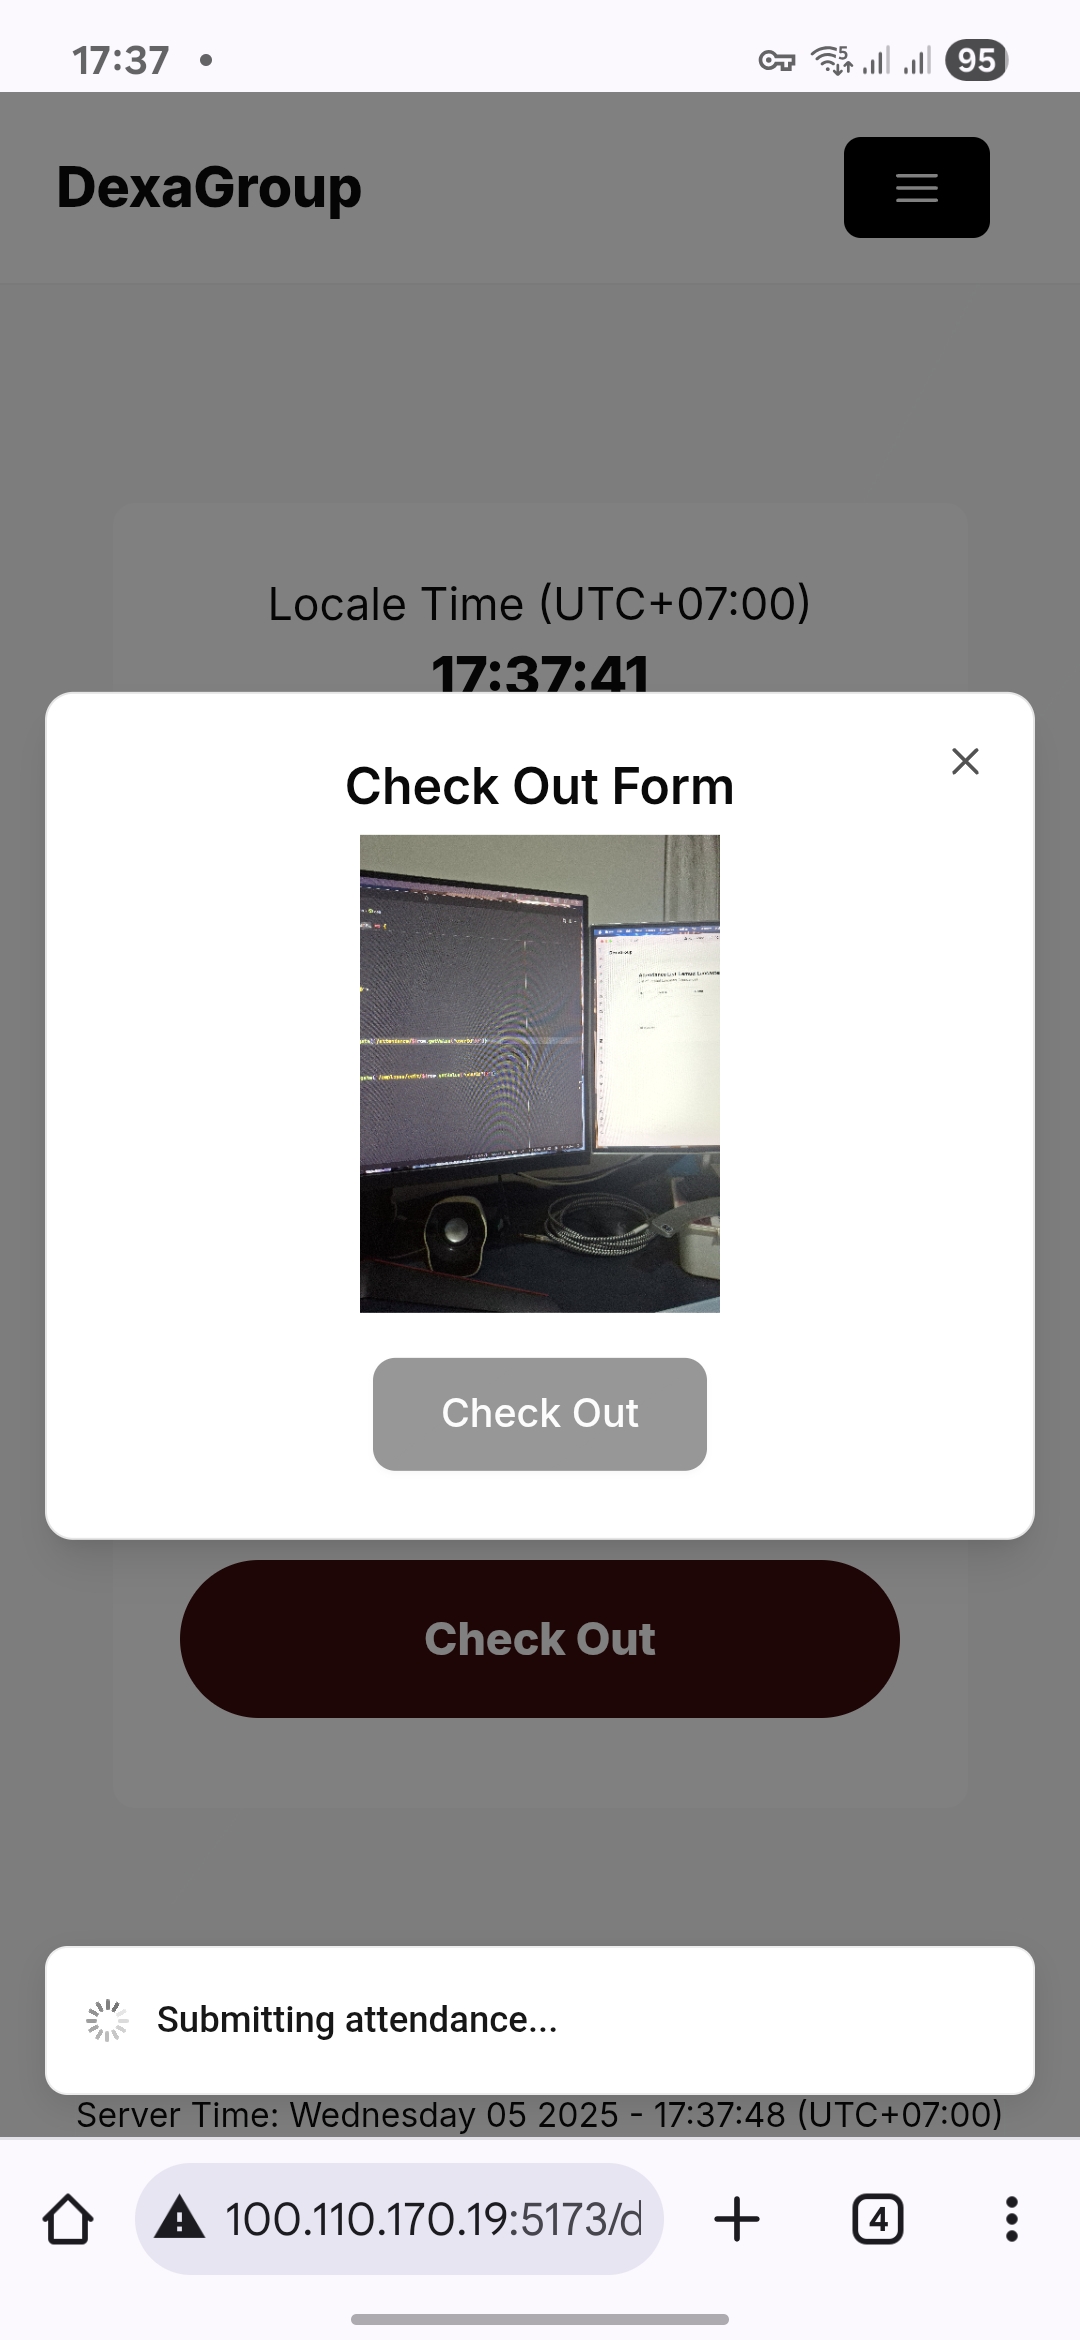 17:37
5
95
DexaGroup
Locale Time (UTC+07:00)
17:37:41
Check Out Form
Check Out
Check Out
Submitting attendance...
Server Time: Wednesday 05 2025 - 17:37:48 (UTC+07:00)
100.110.170.19:5173/d
4